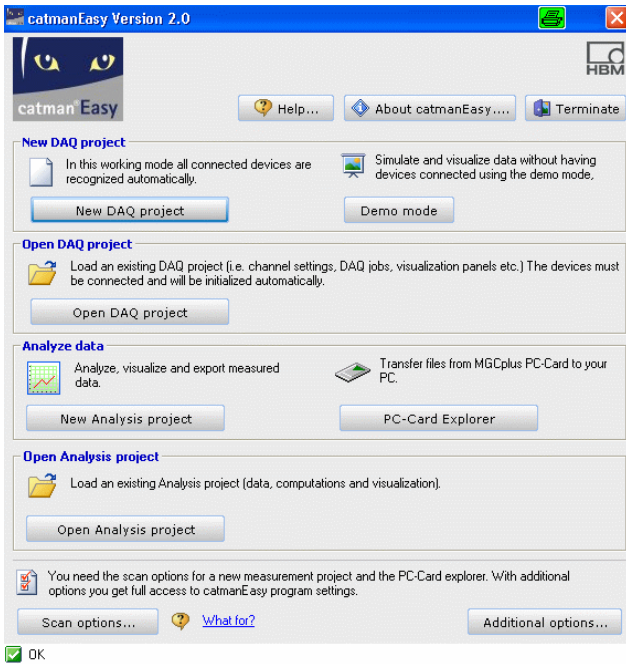 catmanEasy Version 2.0
catman®Easy
HBM
Help...
About catmanEasy....
Terminate
New DAQ project
In this working mode all connected devices are
recognized automatically.
Simulate and visualize data without having
devices connected using the demo mode,
New DAQ project
Demo mode
Open DAQ project
Load an existing DAQ project (i.e. channel settings, DAQ jobs, visualization panels etc.) The devices must
be connected and will be initialized automatically.
Open DAQ project
Analyze data
Analyze, visualize and export measured
data.
Transfer files from MGCplus PC-Card to your
PC.
New Analysis project
PC-Card Explorer
Open Analysis project
Load an existing Analysis project (data, computations and visualization).
Open Analysis project
You need the scan options for a new measurement project and the PC-Card explorer. With additional
options you get full access to catmanEasy program settings.
Scan options...
What for?
Additional options...
OK